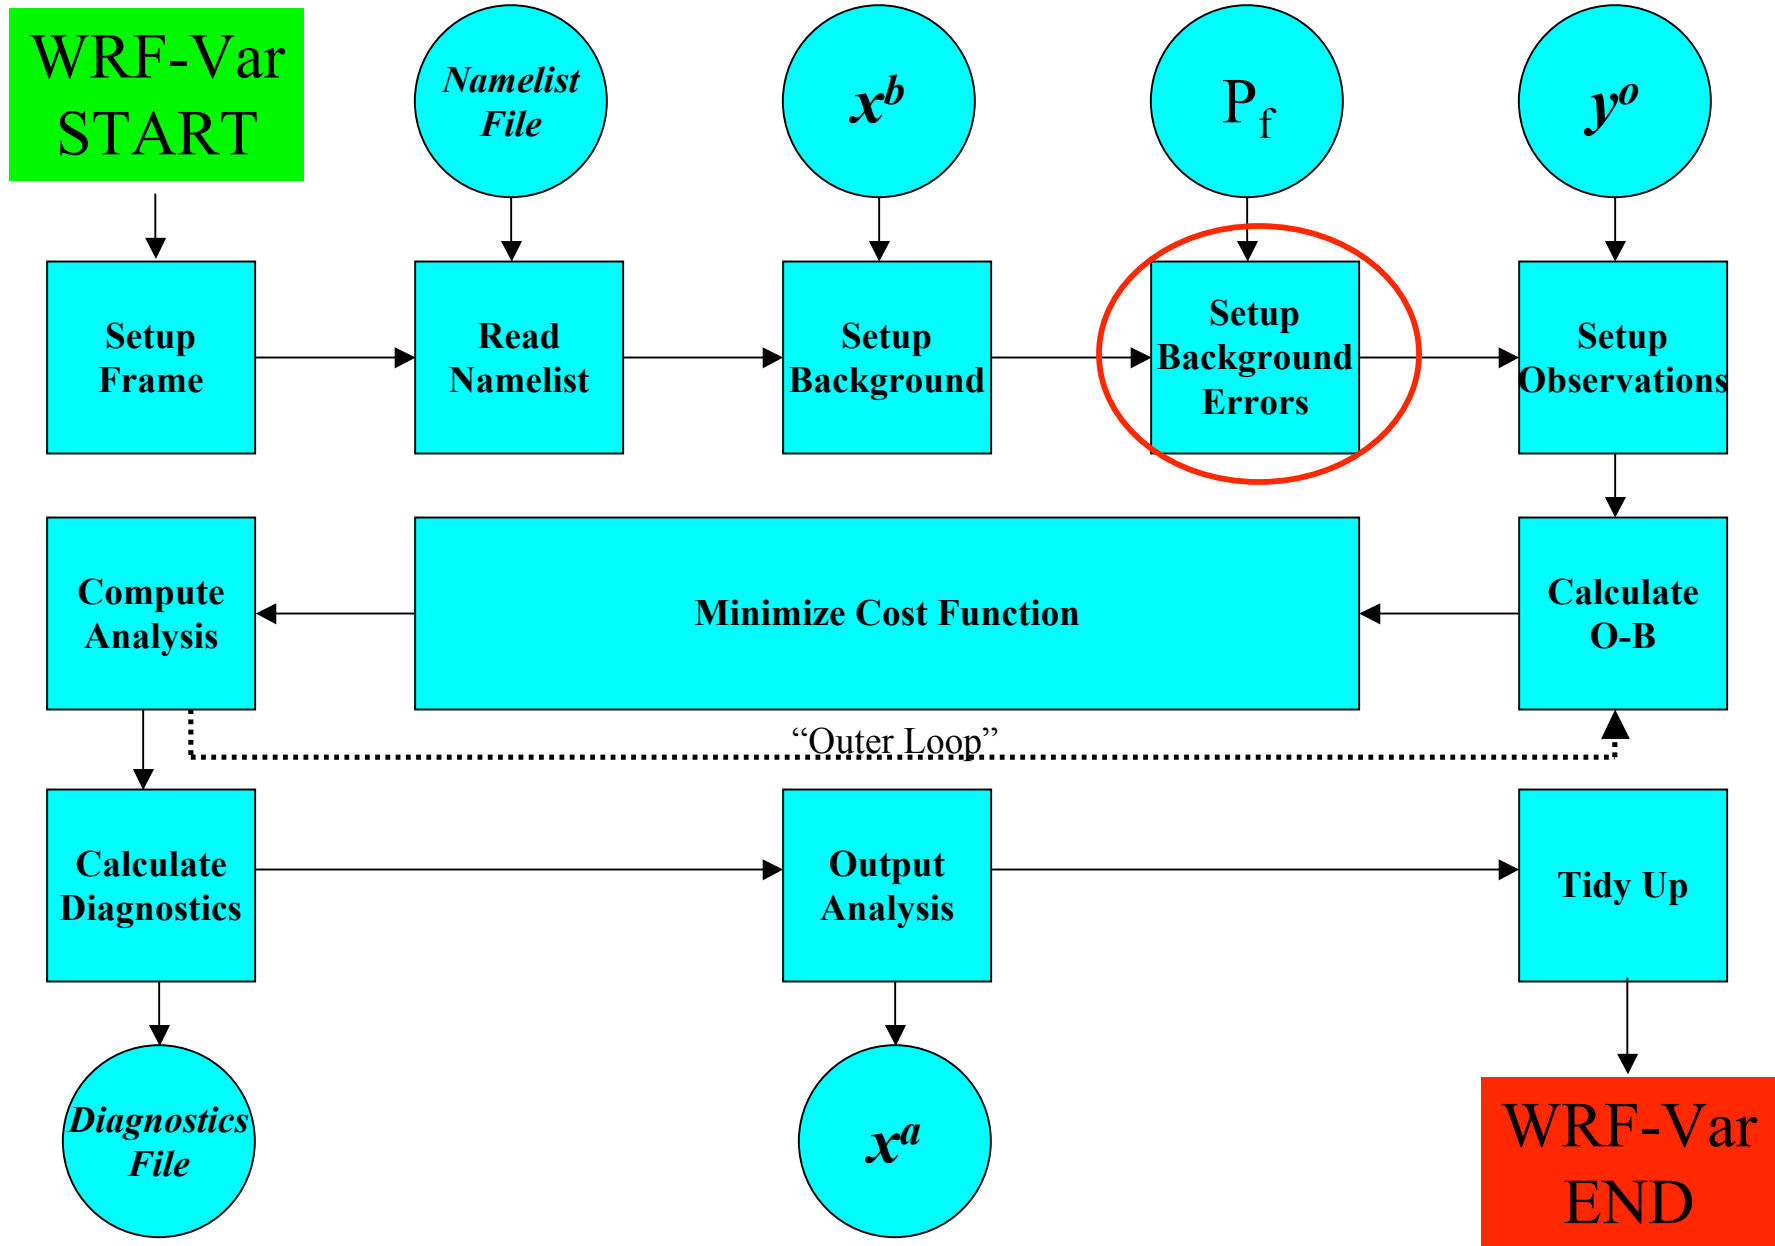 WRF-Var
START
Namelist
File
x^b
P_f
y^o
Setup
Frame
Read
Namelist
Setup
Background
Setup
Background
Errors
Setup
Observations
Compute
Analysis
Minimize Cost Function
Calculate
O-B
“Outer Loop”
Calculate
Diagnostics
Output
Analysis
Tidy Up
Diagnostics
File
x^a
WRF-Var
END